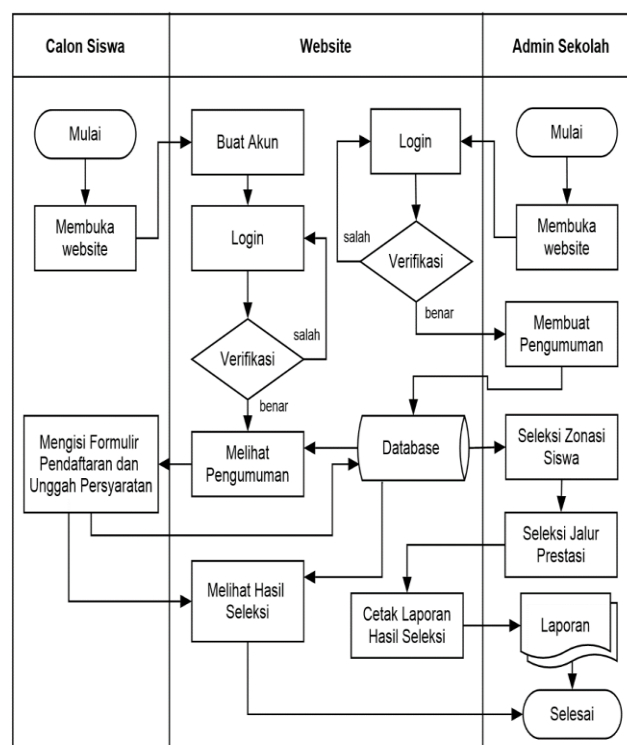 Calon Siswa
Website
Admin Sekolah
Mulai
Buat Akun
Login
Mulai
Membuka
website
Login
salah
Verifikasi
Membuka
website
benar
salah
Verifikasi
Membuat
Pengumuman
benar
Mengisi Formulir
Pendaftaran dan
Unggah Persyaratan
Melihat
Pengumuman
Database
Seleksi Zonasi
Siswa
Seleksi Jalur
Prestasi
Melihat Hasil
Seleksi
Cetak Laporan
Hasil Seleksi
Laporan
Selesai